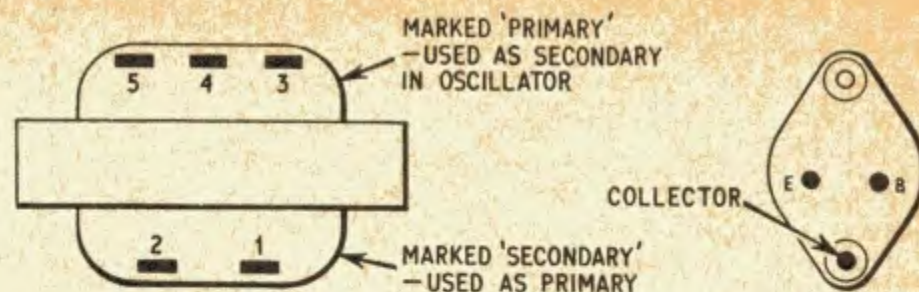 MARKED 'PRIMARY'
—USED AS SECONDARY
IN OSCILLATOR
5 4 3
2 1
MARKED 'SECONDARY'
—USED AS PRIMARY
E B
COLLECTOR